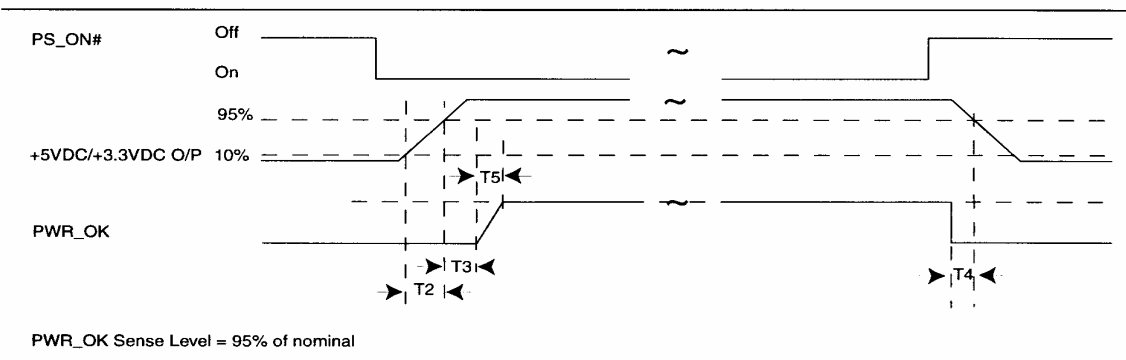 PS_ON# Off
On
95%
+5VDC/+3.3VDC O/P 10%
T5
PWR_OK
T3
T4
T2
PWR_OK Sense Level = 95% of nominal